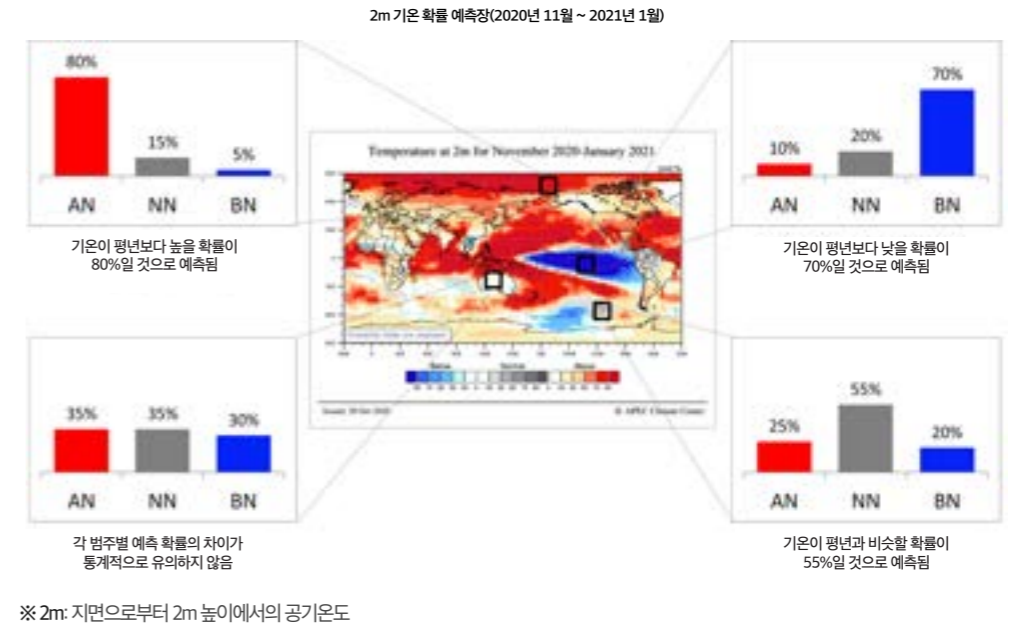 2m 기온 확률 예측장(2020년 11월 ~ 2021년 1월)
80%
15%
5%
AN NN BN
기온이 평년보다 높을 확률이
80%일 것으로 예측됨
70%
20%
10%
AN NN BN
기온이 평년보다 낮을 확률이
70%일 것으로 예측됨
Temperature at 2m for November 2020-January 2021
35% 35% 30%
AN NN BN
각 범주별 예측 확률의 차이가
통계적으로 유의하지 않음
55%
25%
20%
AN NN BN
기온이 평년과 비슷할 확률이
55%일 것으로 예측됨
© APEC Climate Center
※ 2m: 지면으로부터 2m 높이에서의 공기온도